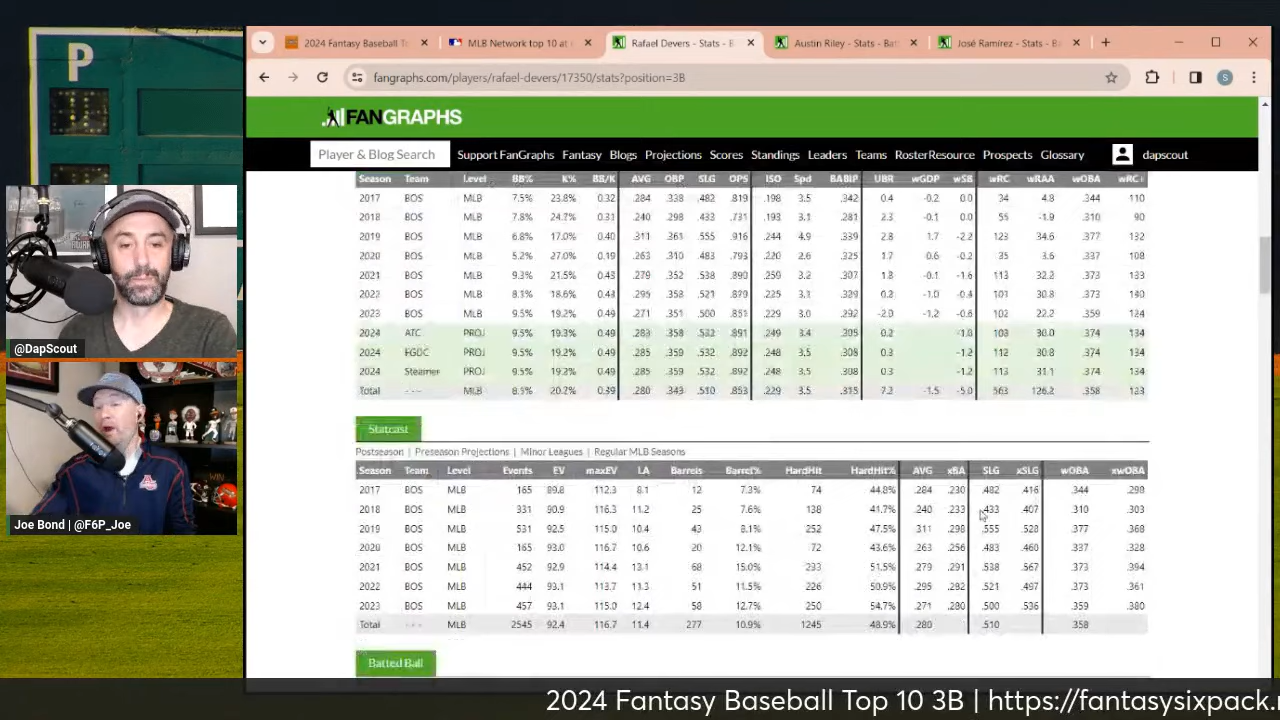 P
2024 Fantasy Baseball T
MLB Network top 10 at
Rafael Devers - Stats - B
Austin Riley - Stats - Bat
José Ramírez - Stats - B
fangraphs.com/players/rafael-devers/17350/stats?position=3B
S
FANGRAPHS
Player & Blog Search Support FanGraphs Fantasy Blogs Projections Scores Standings Leaders Teams RosterResource Prospects Glossary dapscout
Season Team Level BB% K% BB/K AVG OBP SLG OPS ISO Spd BABIP UBR wGDP wSB wRC wRAA wOBA wRC+
2017 BOS MLB 7.5% 23.8% 0.32 .284 .338 .482 .819 .198 3.5 .342 0.4 -0.2 0.0 34 4.8 .344 110
2018 BOS MLB 7.8% 24.7% 0.31 .240 .298 .433 .731 .193 3.1 .281 2.3 -0.1 0.0 55 -1.9 .310 90
2019 BOS MLB 6.8% 17.0% 0.40 .311 .361 .555 .916 .244 4.9 .339 2.8 1.7 -2.2 123 34.6 .377 132
2020 BOS MLB 5.2% 27.0% 0.19 .263 .310 .483 .793 .220 2.6 .325 1.7 0.6 -0.2 35 3.6 .337 108
2021 BOS MLB 9.3% 21.5% 0.43 .279 .352 .538 .890 .259 3.2 .307 1.8 -0.1 -1.6 113 32.2 .373 133
2022 BOS MLB 8.1% 18.6% 0.43 .295 .358 .521 .879 .225 3.1 .329 0.2 -1.0 -0.4 101 30.8 .373 140
2023 BOS MLB 9.5% 19.2% 0.49 .271 .351 .500 .851 .229 3.0 .292 -2.0 -1.2 -0.6 102 22.2 .359 124
2024 ATC PROJ 9.5% 19.3% 0.49 .283 .358 .532 .891 .249 3.4 .305 0.2 -1.0 108 30.0 .374 134
2024 FGDC PROJ 9.5% 19.2% 0.49 .285 .359 .532 .892 .248 3.5 .308 0.3 -1.2 112 30.8 .374 134
2024 Steamer PROJ 9.5% 19.2% 0.49 .285 .359 .532 .892 .248 3.5 .308 0.3 -1.2 113 31.1 .374 134
Total - - - MLB 8.1% 20.2% 0.39 .280 .343 .510 .853 .229 3.5 .315 7.2 -1.5 -5.0 563 126.2 .358 123
Statcast
Postseason | Preseason Projections | Minor Leagues | Regular MLB Seasons
Season Team Level Events EV maxEV LA Barrels Barrel% HardHit HardHit% AVG xBA SLG xSLG wOBA xwOBA
2017 BOS MLB 165 89.8 112.3 8.1 12 7.3% 74 44.8% .284 .230 .482 .416 .344 .298
2018 BOS MLB 331 90.9 116.3 11.2 25 7.6% 138 41.7% .240 .233 .433 .407 .310 .303
2019 BOS MLB 531 92.5 115.0 10.4 43 8.1% 252 47.5% .311 .298 .555 .528 .377 .368
2020 BOS MLB 165 93.0 116.7 10.6 20 12.1% 72 43.6% .263 .256 .483 .460 .337 .328
2021 BOS MLB 452 92.9 114.4 13.1 68 15.0% 233 51.5% .279 .291 .538 .567 .373 .394
2022 BOS MLB 444 93.1 113.7 11.3 51 11.5% 226 50.9% .295 .282 .521 .497 .373 .361
2023 BOS MLB 457 93.1 115.0 12.4 58 12.7% 250 54.7% .271 .280 .500 .536 .359 .380
Total - - - MLB 2545 92.4 116.7 11.4 277 10.9% 1245 48.9% .280 .510 .358
Batted Ball
@DapScout
Joe Bond | @F6P_Joe
2024 Fantasy Baseball Top 10 3B | https://fantasysixpack.